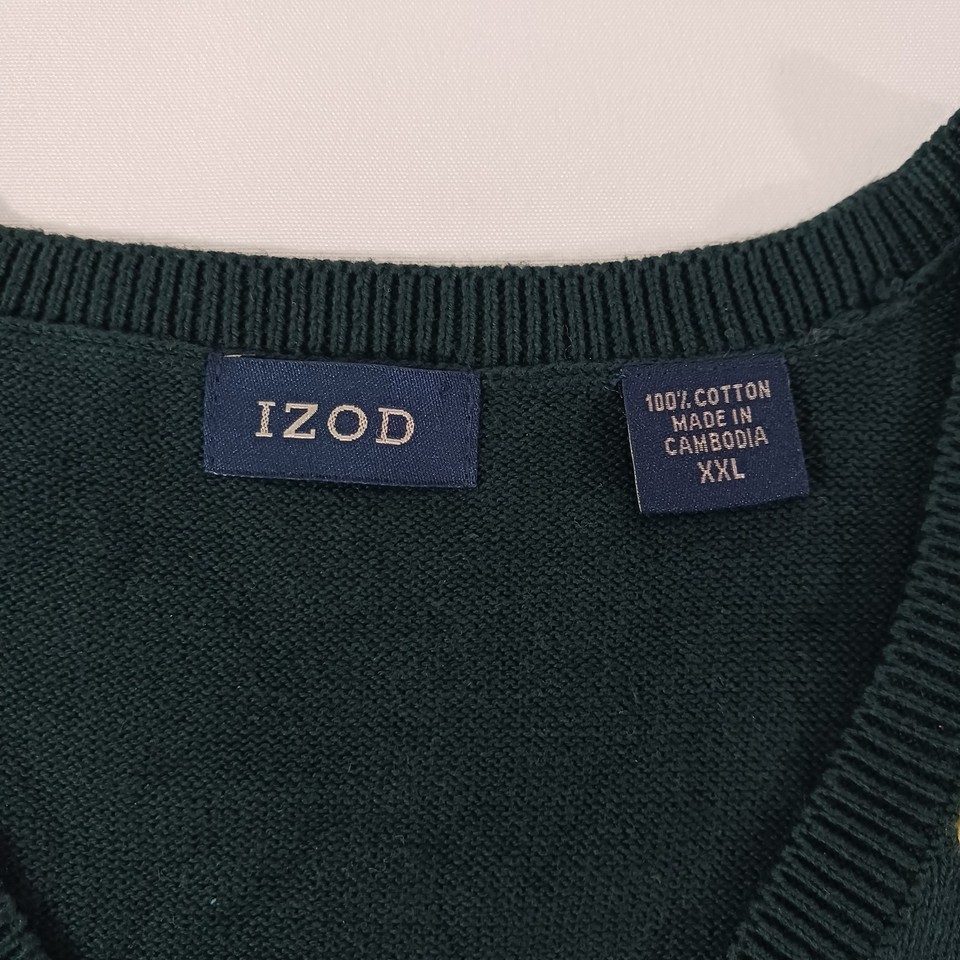 IZOD
100% COTTON
MADE IN
CAMBODIA
XXL